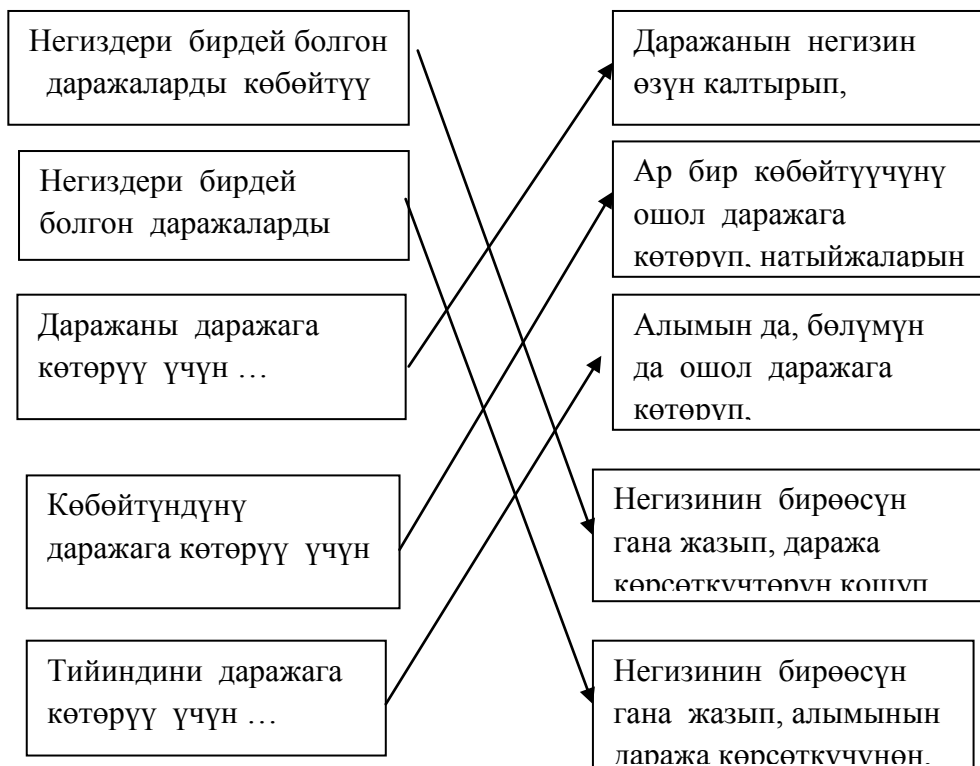 Негиздери бирдей болгон
даражаларды көбөйтүү
Негиздери бирдей
болгон даражаларды
Даражаны даражага
көтөрүү үчүн …
Көбөйтүндүнү
даражага көтөрүү үчүн
Тийиндини даражага
көтөрүү үчүн …
Даражанын негизин
өзүн калтырып,
Ар бир көбөйтүүчүнү
ошол даражага
көтөрүп, натыйжаларын
Алымын да, бөлүмүн
да ошол даражага
көтөрүп,
Негизинин бирөөсүн
гана жазып, даража
көрсөткүчтөрүн кошуп
Негизинин бирөөсүн
гана жазып, алымынын
даража көрсөткүчүнөн,